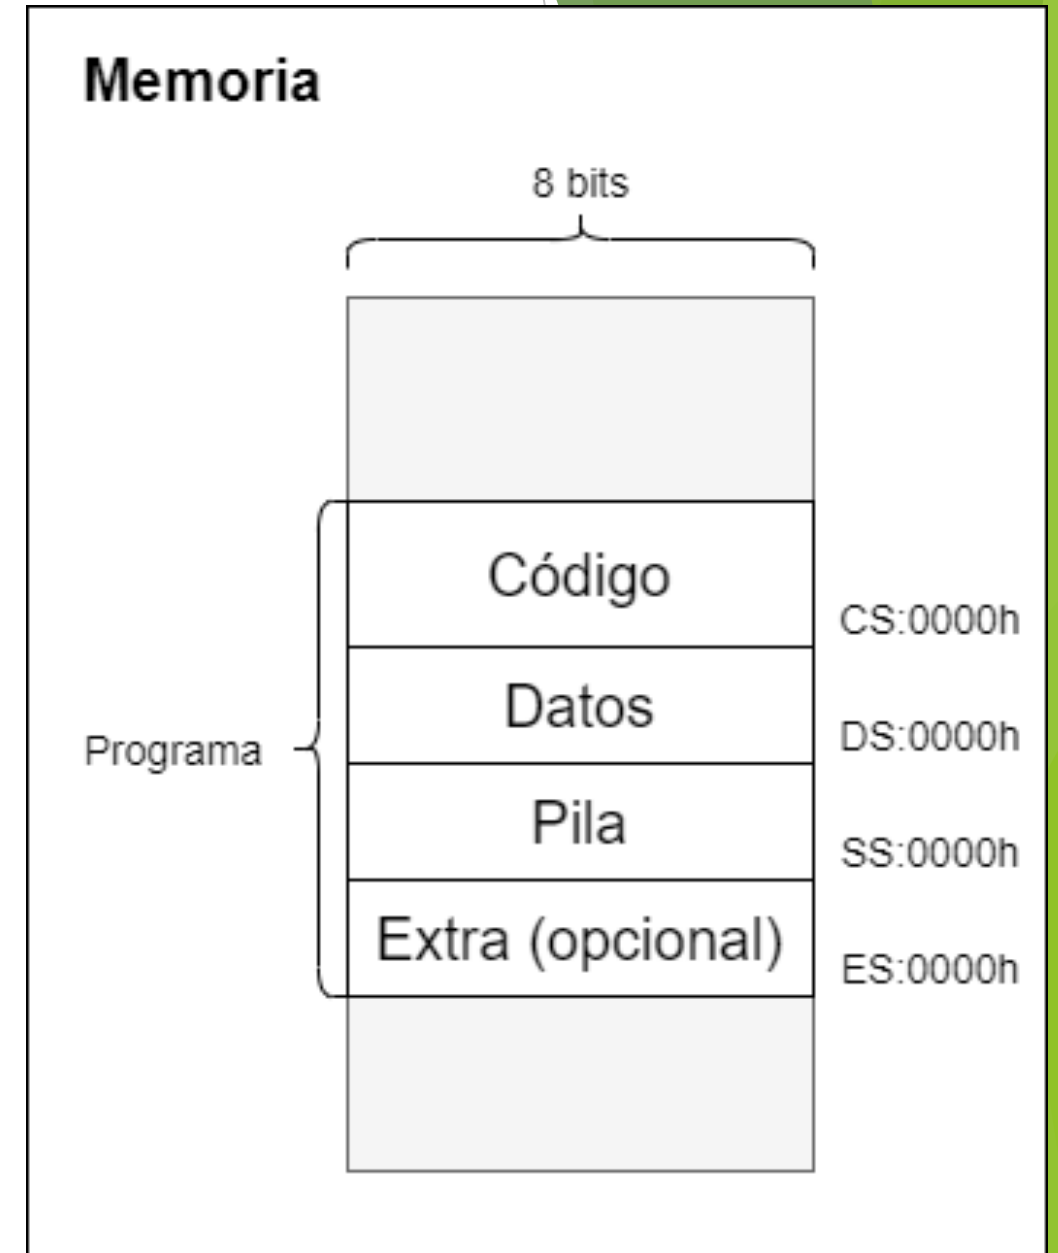 Memoria
8 bits
Código
CS:0000h
Datos
DS:0000h
Programa
Pila
SS:0000h
Extra (opcional)
ES:0000h